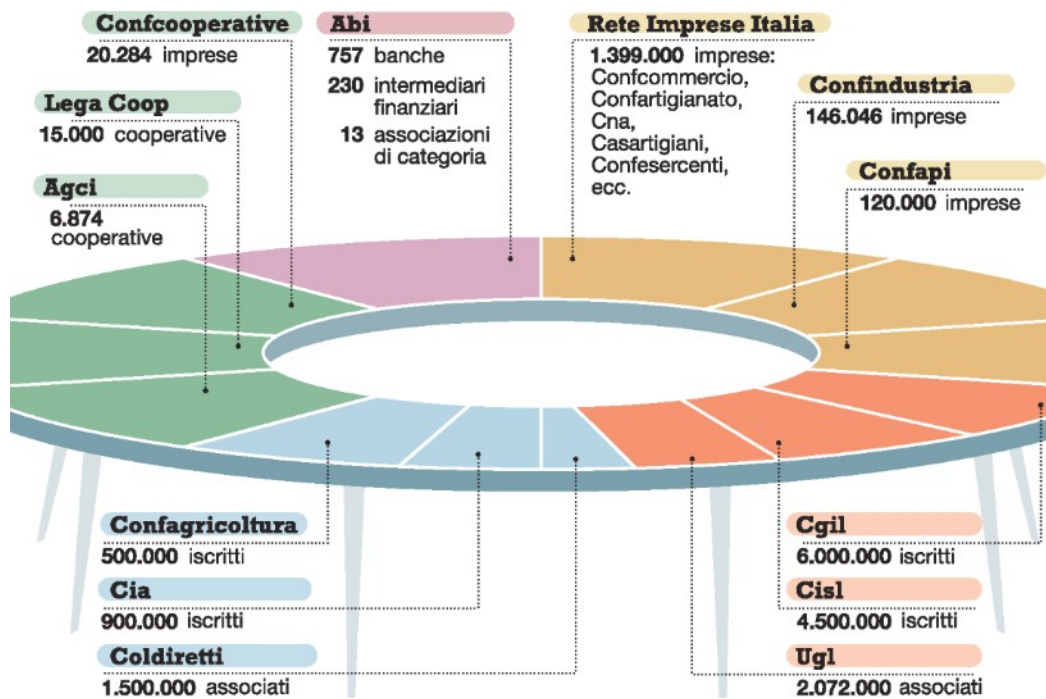 Confcooperative
20.284 imprese
Lega Coop
15.000 cooperative
Agci
6.874
cooperative
Abi
757 banche
230 intermediari
finanziari
13 associazioni
di categoria
Rete Imprese Italia
1.399.000 imprese:
Confcommercio,
Confartigianato,
Cna,
Casartigiani,
Confesercenti,
ecc.
Confindustria
146.046 imprese
Confapi
120.000 imprese
Confagricoltura
500.000 iscritti
Cia
900.000 iscritti
Coldiretti
1.500.000 associati
Cgil
6.000.000 iscritti
Cisl
4.500.000 iscritti
Ugl
2.072.000 associati